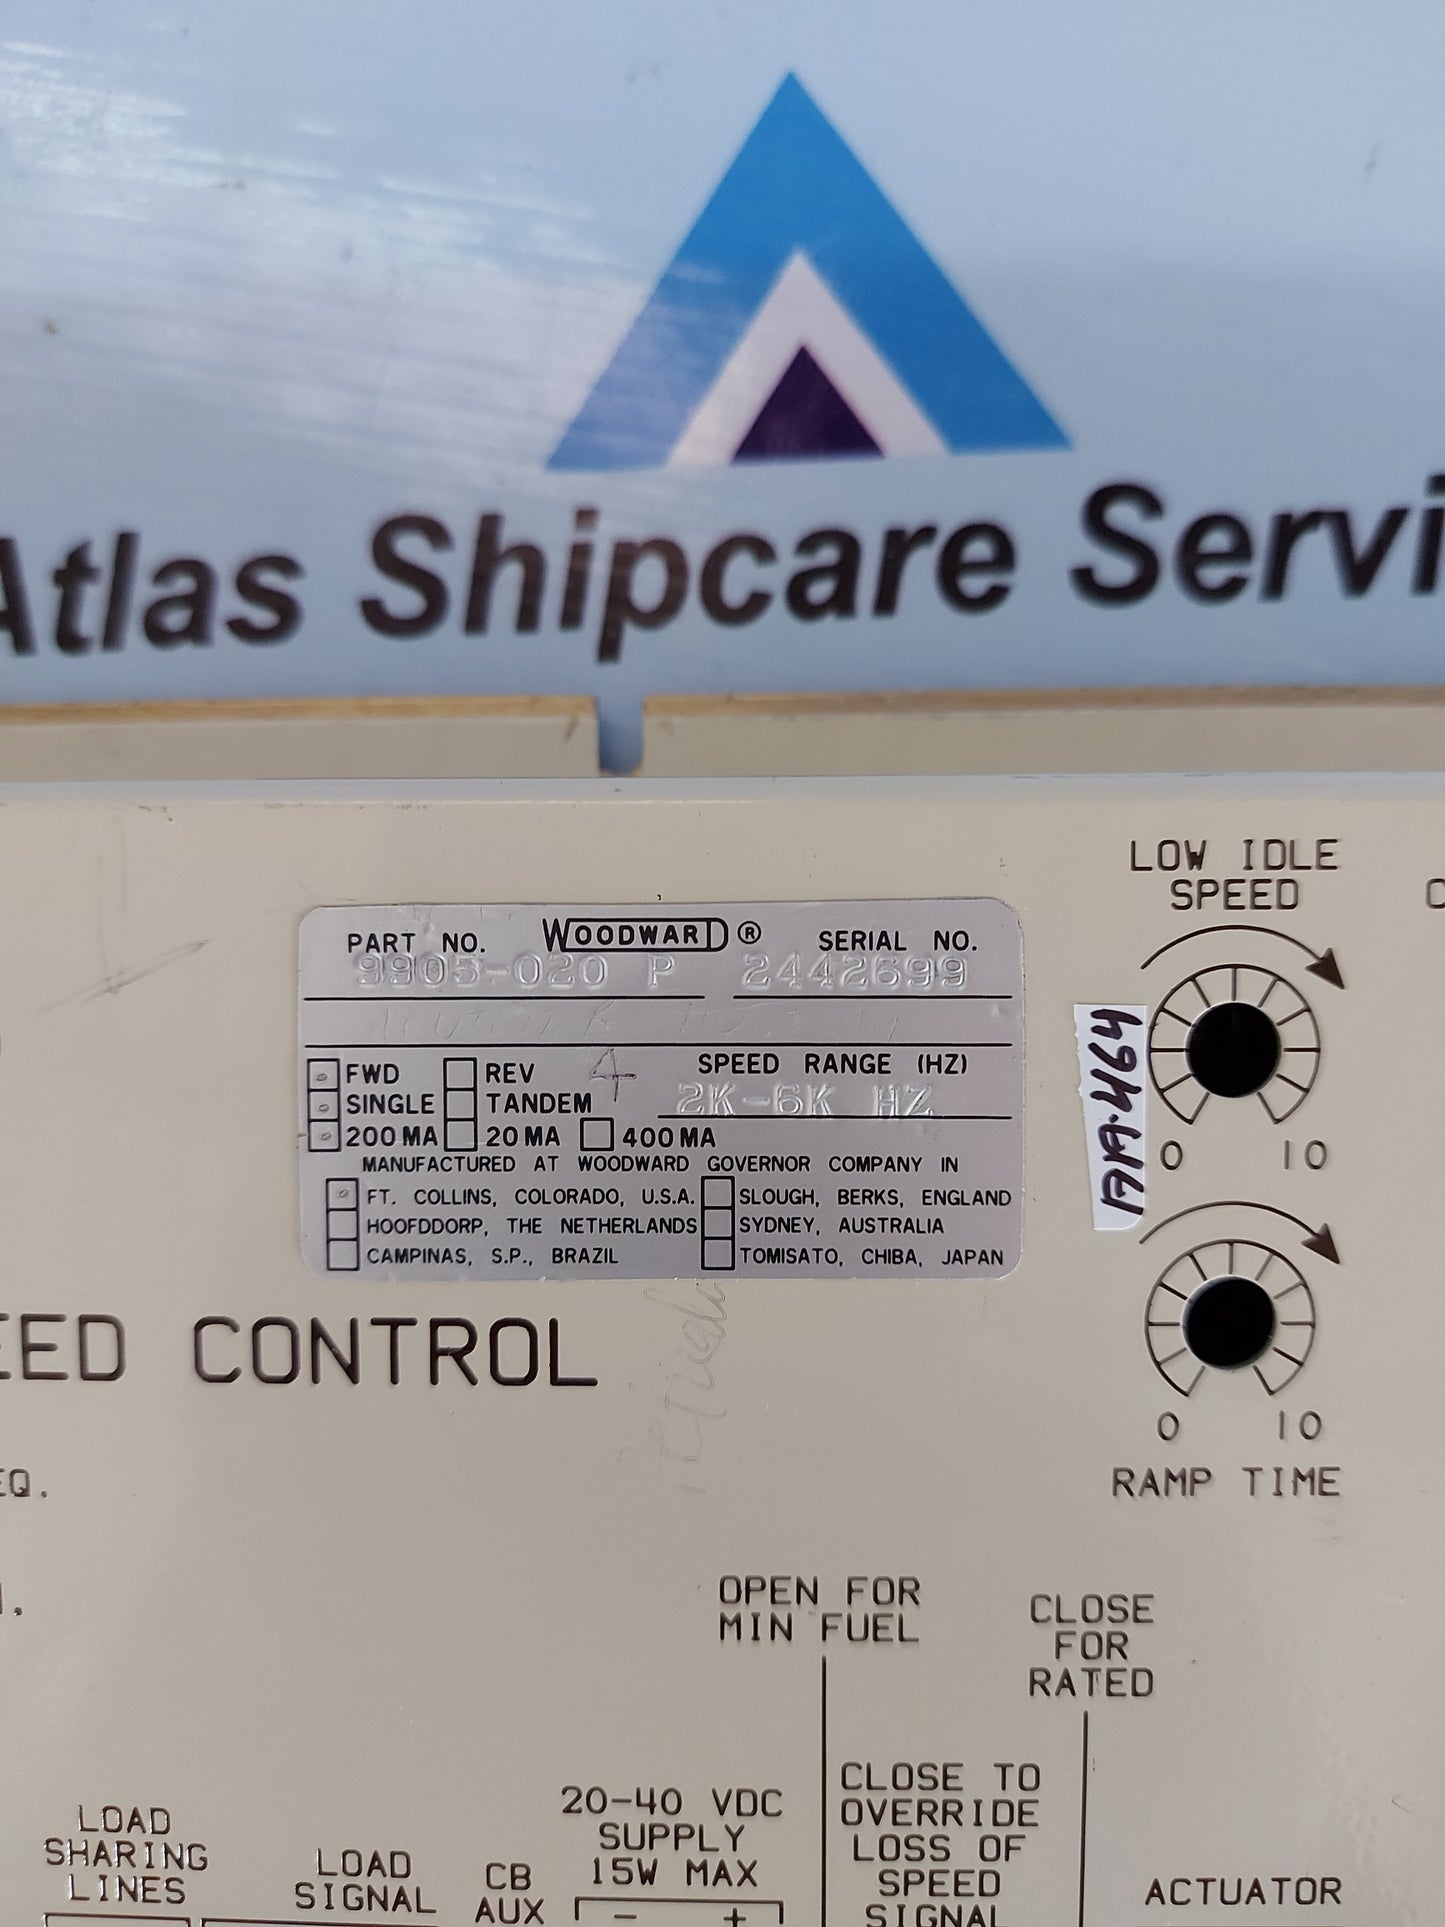 Atlas Shipcare Servi
LOW IDLE
SPEED
0 10
PART NO. WOODWARD® SERIAL NO.
9905-020 P 2442699
FWD REV 4 SPEED RANGE (HZ)
SINGLE TANDEM 2K-6K HZ
200 MA 20 MA 400 MA
MANUFACTURED AT WOODWARD GOVERNOR COMPANY IN
FT. COLLINS, COLORADO, U.S.A. SLOUGH, BERKS, ENGLAND
HOOFDDORP, THE NETHERLANDS SYDNEY, AUSTRALIA
CAMPINAS, S.P., BRAZIL TOMISATO, CHIBA, JAPAN
EED CONTROL
0 10
RAMP TIME
EQ.
OPEN FOR
MIN FUEL
CLOSE
FOR
RATED
LOAD
SHARING
LINES
LOAD
SIGNAL
CB
AUX
20-40 VDC
SUPPLY
15W MAX
- +
CLOSE TO
OVERRIDE
LOSS OF
SPEED
SIGNAL
ACTUATOR